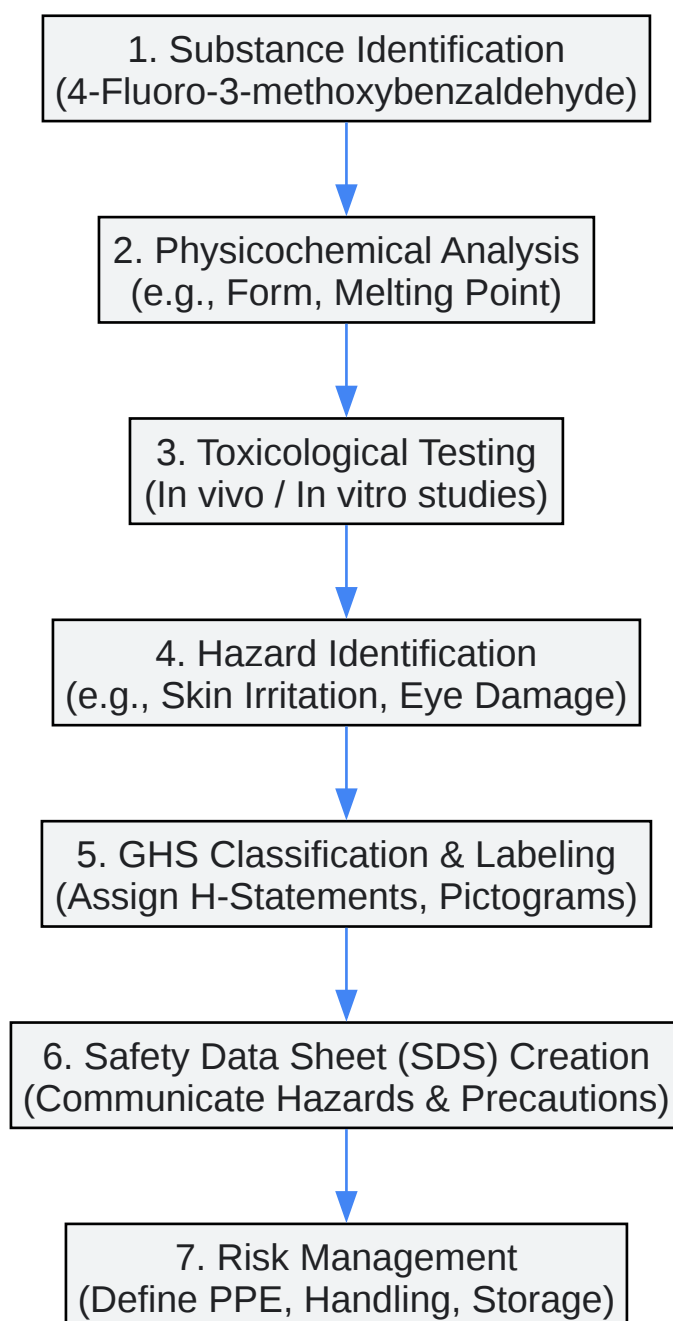 1. Substance Identification
(4-Fluoro-3-methoxybenzaldehyde)
2. Physicochemical Analysis
(e.g., Form, Melting Point)
3. Toxicological Testing
(In vivo / In vitro studies)
4. Hazard Identification
(e.g., Skin Irritation, Eye Damage)
5. GHS Classification & Labeling
(Assign H-Statements, Pictograms)
6. Safety Data Sheet (SDS) Creation
(Communicate Hazards & Precautions)
7. Risk Management
(Define PPE, Handling, Storage)